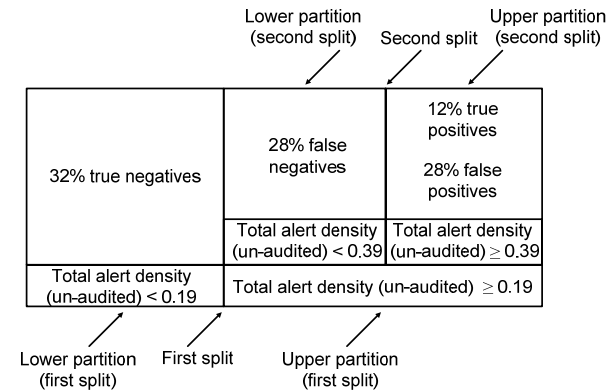 Lower partition
(second split)
Second split
Upper partition
(second split)
32% true negatives
28% false
negatives
12% true
positives
28% false
positives
Total alert density
(un-audited) < 0.39
Total alert density
(un-audited) ≥ 0.39
Total alert density
(un-audited) < 0.19
Total alert density (un-audited) ≥ 0.19
Lower partition
(first split)
First split
Upper partition
(first split)